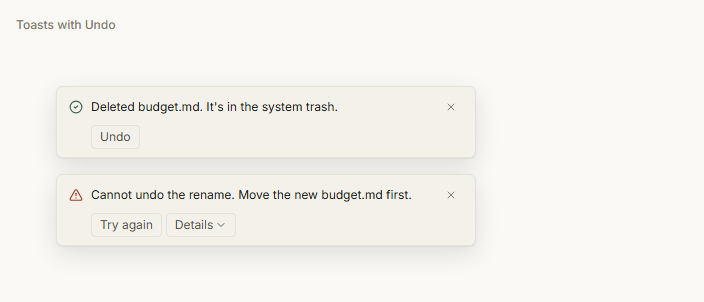 Toasts with Undo
Deleted budget.md. It's in the system trash.
Undo
Cannot undo the rename. Move the new budget.md first.
Try again
Details